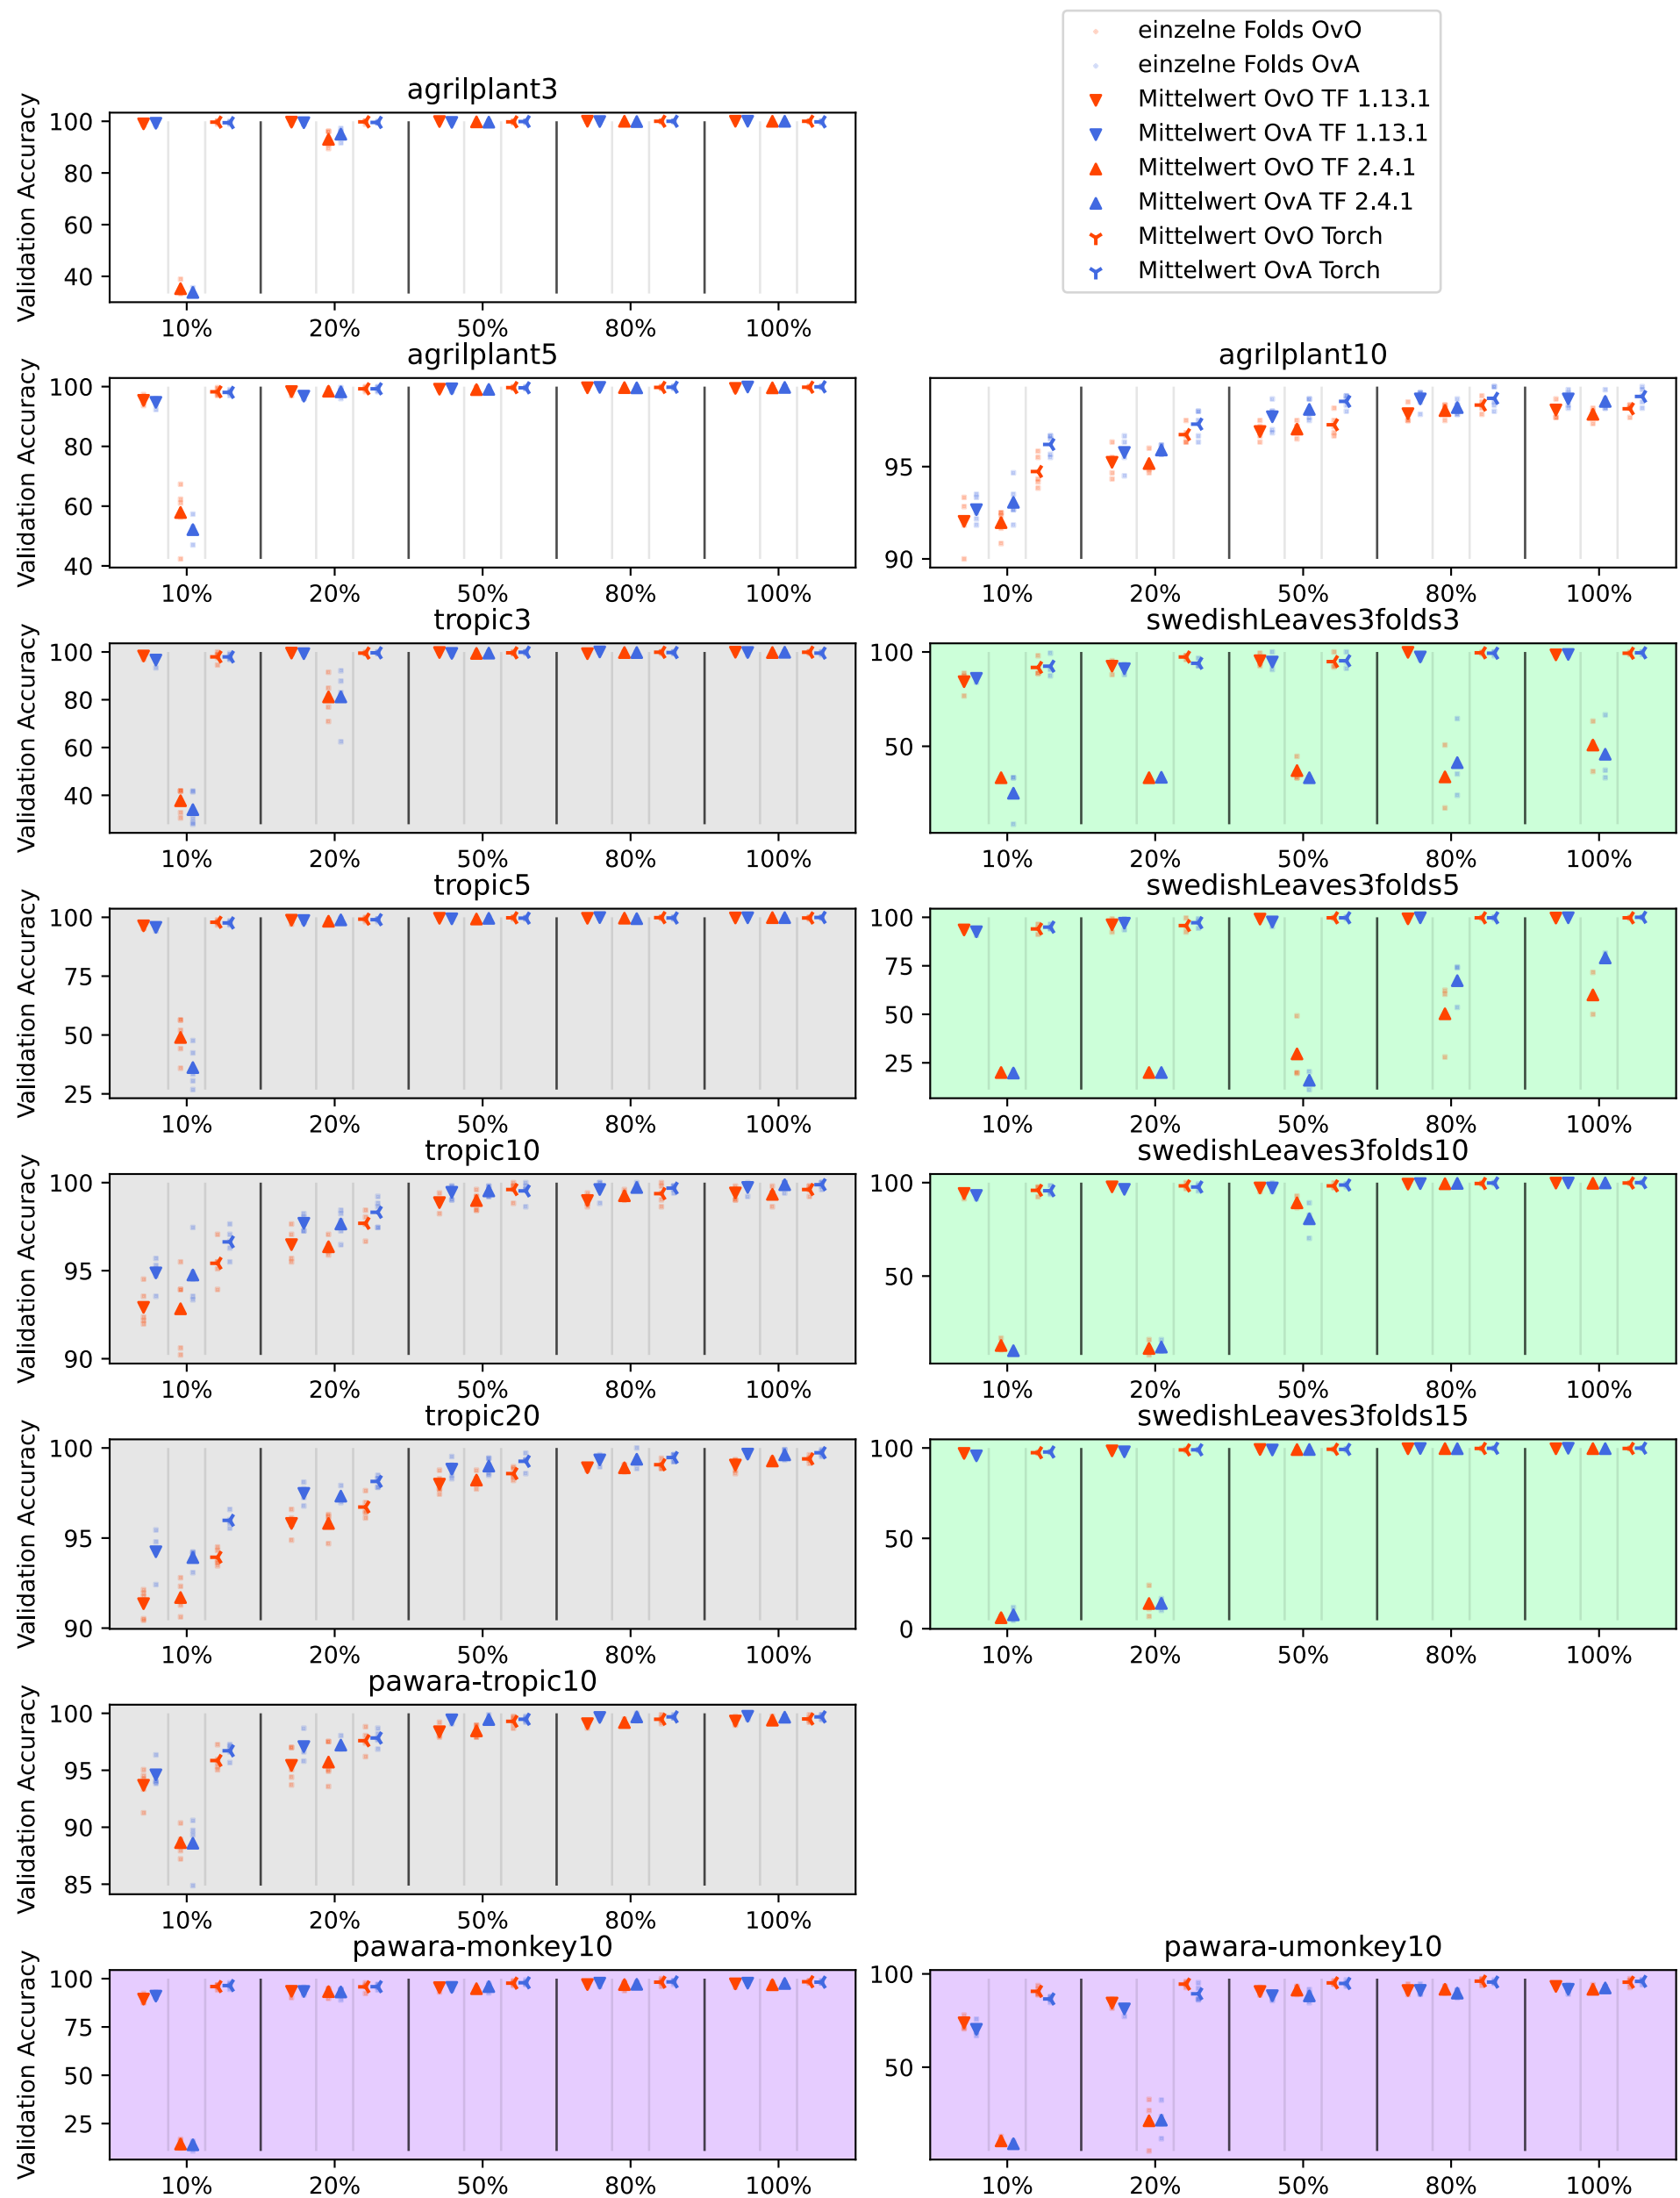 einzelne Folds OvO
einzelne Folds OvA
Mittelwert OvO TF 1.13.1
Mittelwert OvA TF 1.13.1
Mittelwert OvO TF 2.4.1
Mittelwert OvA TF 2.4.1
Mittelwert OvO Torch
Mittelwert OvA Torch
agrilplant3
Validation Accuracy
100
80
60
40
10% 20% 50% 80% 100%
agrilplant5
Validation Accuracy
100
80
60
40
10% 20% 50% 80% 100%
agrilplant10
95
90
10% 20% 50% 80% 100%
tropic3
Validation Accuracy
100
80
60
40
10% 20% 50% 80% 100%
swedishLeaves3folds3
100
50
10% 20% 50% 80% 100%
tropic5
Validation Accuracy
100
75
50
25
10% 20% 50% 80% 100%
swedishLeaves3folds5
100
75
50
25
10% 20% 50% 80% 100%
tropic10
Validation Accuracy
100
95
90
10% 20% 50% 80% 100%
swedishLeaves3folds10
100
50
10% 20% 50% 80% 100%
tropic20
Validation Accuracy
100
95
90
10% 20% 50% 80% 100%
swedishLeaves3folds15
100
50
0
10% 20% 50% 80% 100%
pawara-tropic10
Validation Accuracy
100
95
90
85
10% 20% 50% 80% 100%
pawara-monkey10
Validation Accuracy
100
75
50
25
10% 20% 50% 80% 100%
pawara-umonkey10
100
50
10% 20% 50% 80% 100%